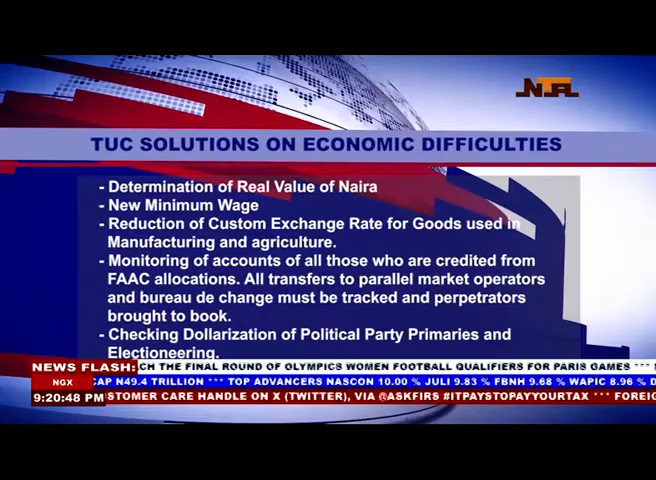 NTA
TUC SOLUTIONS ON ECONOMIC DIFFICULTIES
- Determination of Real Value of Naira
- New Minimum Wage
- Reduction of Custom Exchange Rate for Goods used in
Manufacturing and agriculture.
- Monitoring of accounts of all those who are credited from
FAAC allocations. All transfers to parallel market operators
and bureau de change must be tracked and perpetrators
brought to book.
- Checking Dollarization of Political Party Primaries and
Electioneering.
NEWS FLASH: CH THE FINAL ROUND OF OLYMPICS WOMEN FOOTBALL QUALIFIERS FOR PARIS GAMES ***
NGX CAP N49.4 TRILLION *** TOP ADVANCERS NASCON 10.00 % JULI 9.83 % FBNH 9.68 % WAPIC 8.96 % D
9:20:48 PM STOMER CARE HANDLE ON X (TWITTER), VIA @ASKFIRS #ITPAYSTOPAYYOURTAX *** FOREIG